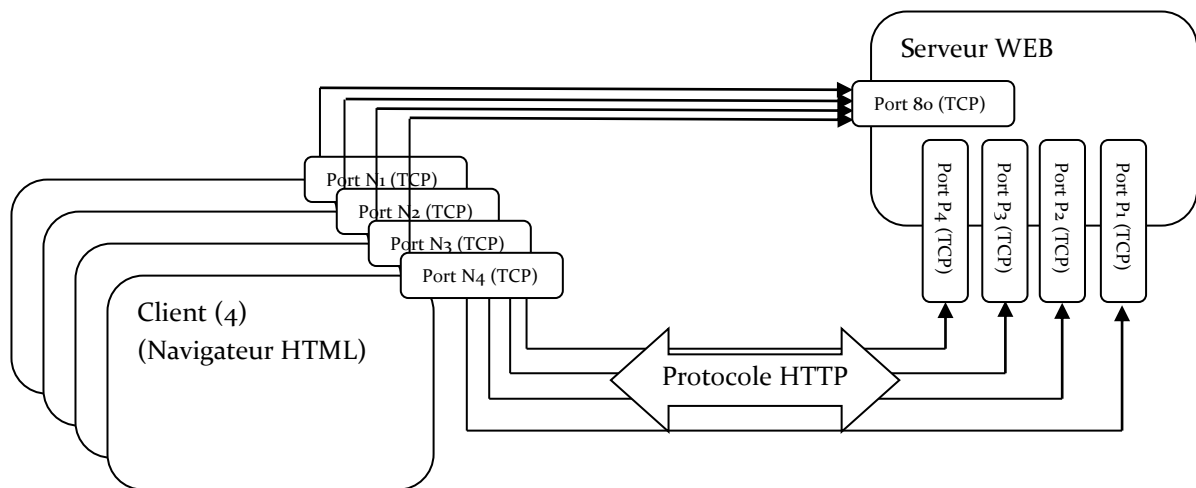 Serveur WEB
Port 80 (TCP)
Port P4 (TCP)
Port P3 (TCP)
Port P2 (TCP)
Port P1 (TCP)
Port N1 (TCP)
Port N2 (TCP)
Port N3 (TCP)
Port N4 (TCP)
Client (4)
(Navigateur HTML)
Protocole HTTP